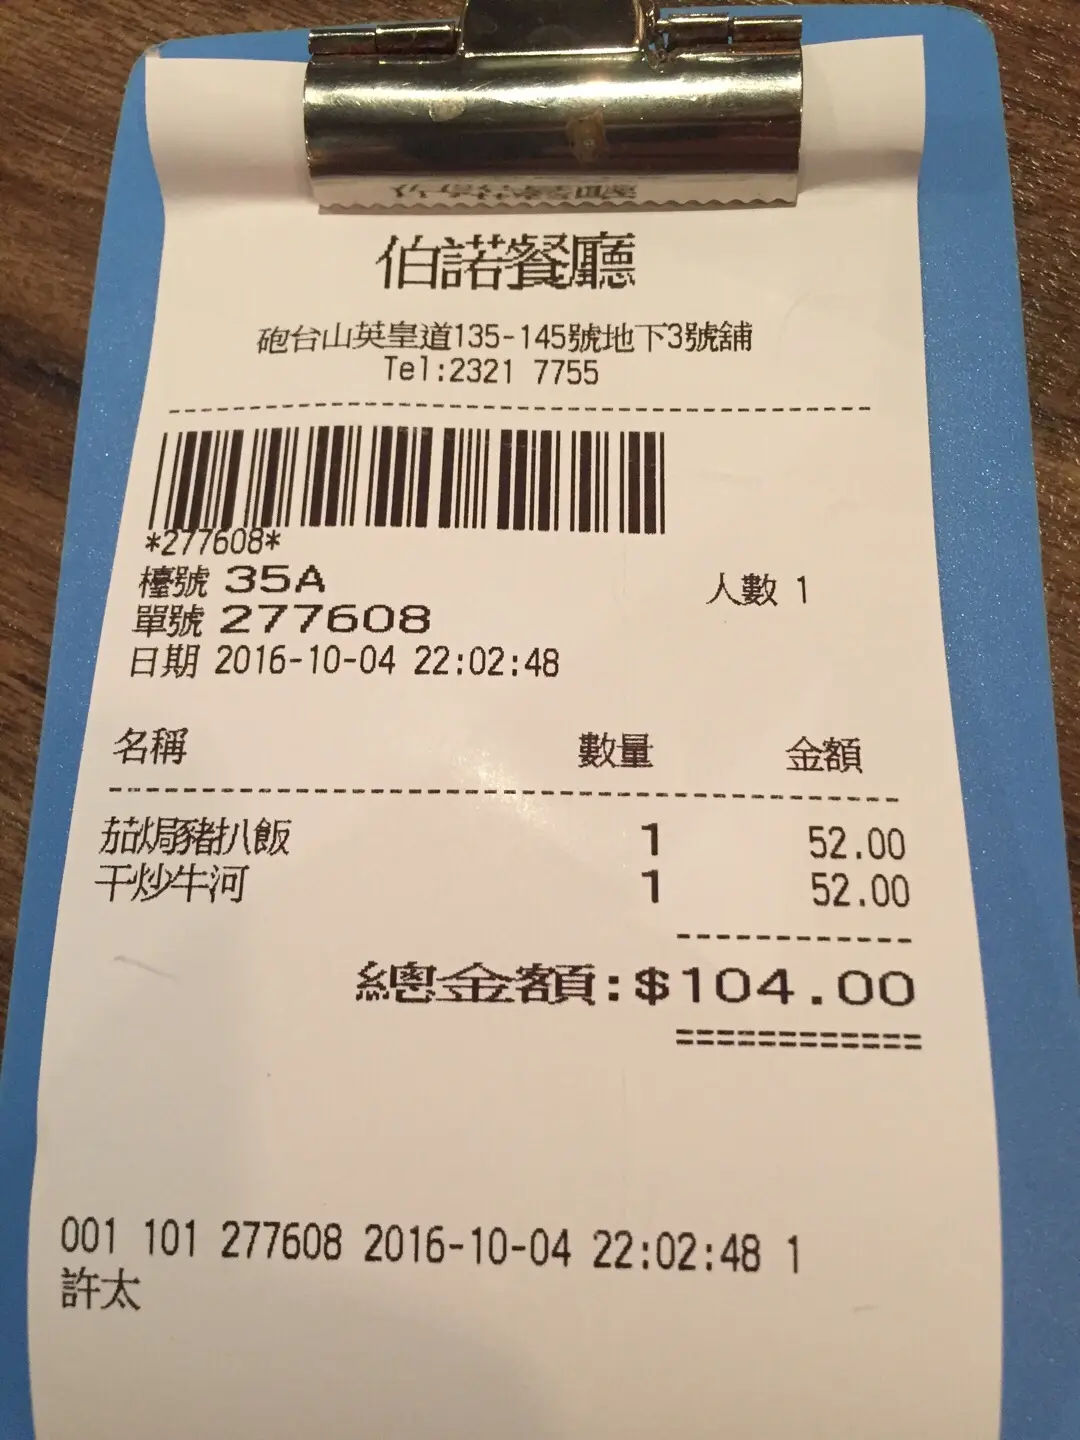 伯諾餐廳
砲台山英皇道135-145號地下3號舖
Tel:2321 7755
*277608*
檯號 35A 人數 1
單號 277608
日期 2016-10-04 22:02:48
名稱 數量 金額
茄焗豬扒飯 1 52.00
干炒牛河 1 52.00
總金額:$104.00
001 101 277608 2016-10-04 22:02:48 1
許太